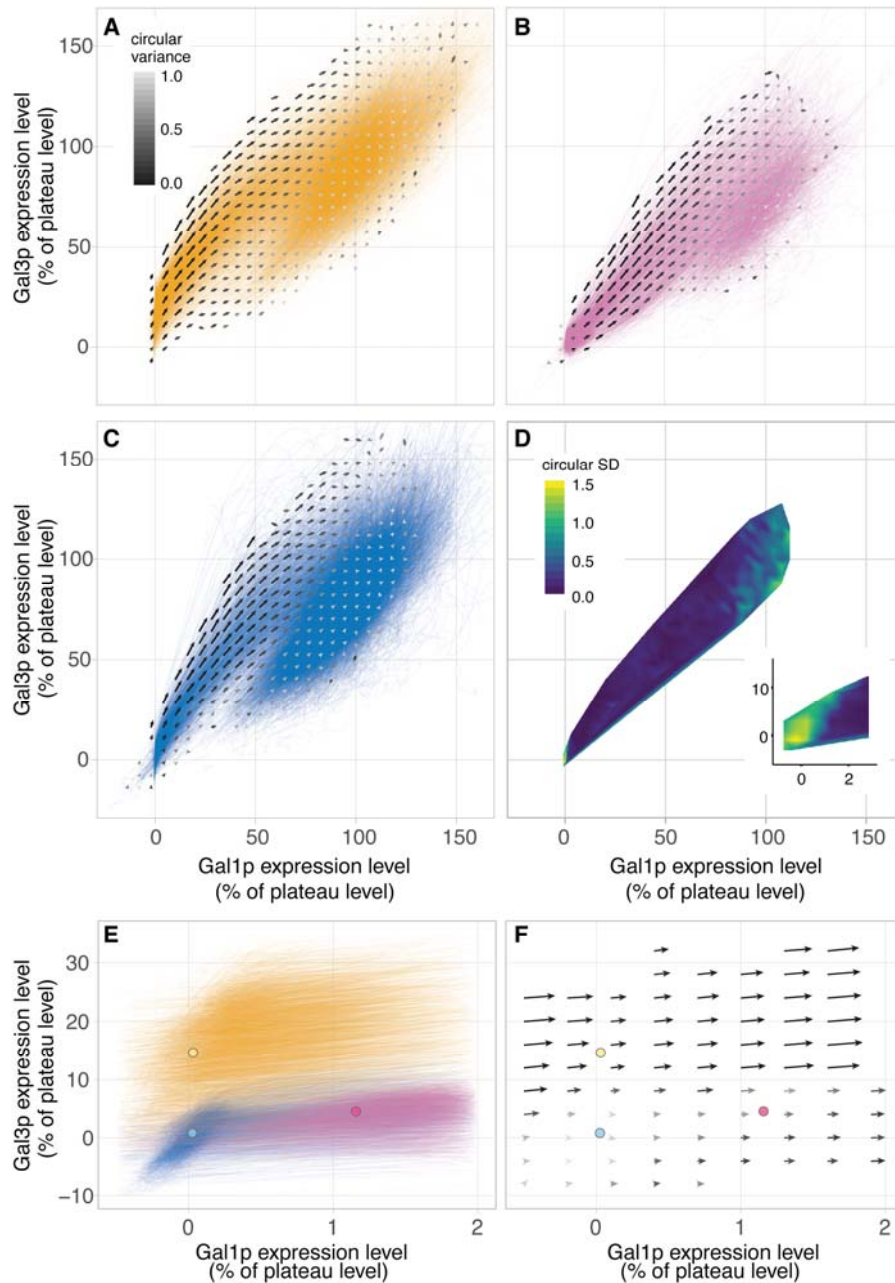 A
circular
variance
1.0
0.5
0.0
B
150
100
50
0
Gal3p expression level
(% of plateau level)
C
D
circular SD
1.5
1.0
0.5
0.0
10
0
0 2
150
100
50
0
Gal3p expression level
(% of plateau level)
0 50 100 150
0 50 100 150
Gal1p expression level
(% of plateau level)
Gal1p expression level
(% of plateau level)
E
F
30
20
10
0
−10
Gal3p expression level
(% of plateau level)
0 1 2
0 1 2
Gal1p expression level
(% of plateau level)
Gal1p expression level
(% of plateau level)